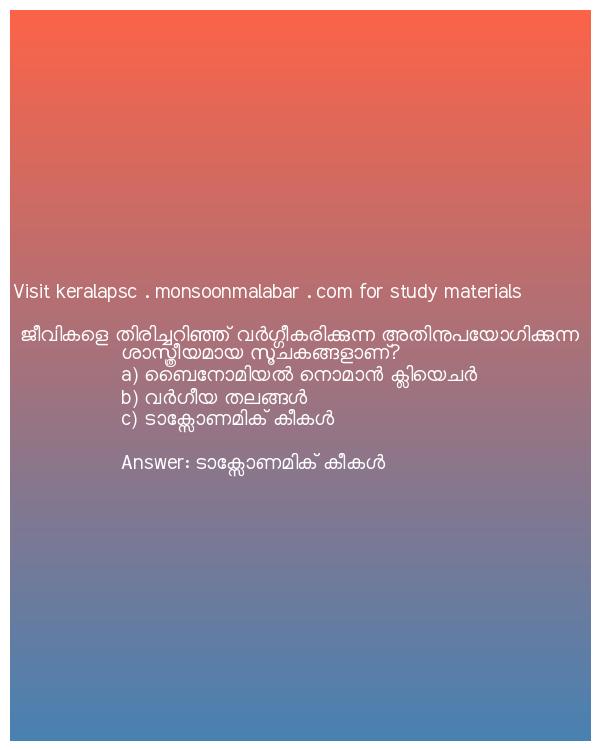 Visit keralapsc . monsoonmalabar . com for study materials
ജീവികളെ തിരിച്ചറിഞ്ഞ് വർഗ്ഗീകരിക്കുന്ന അതിനുപയോഗിക്കുന്ന
ശാസ്ത്രീയമായ സൂചകങ്ങളാണ്?
a) ബൈനോമിയൽ നൊമാൻ ക്ലിയെചർ
b) വർഗീയ തലങ്ങൾ
c) ടാക്സോണമിക് കീകൾ
Answer: ടാക്സോണമിക് കീകൾ